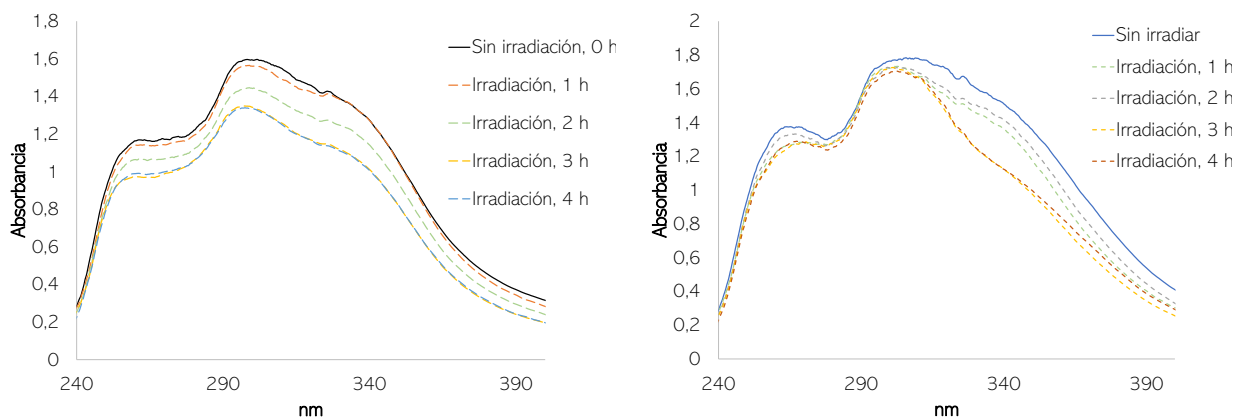 1,8
1.6
1.4
1.2
1
0.8
0.6
0.4
0,2
0
Absorbancia
240
290
340
390
nm
Sin irradiación, 0 h
Irradiación, 1 h
Irradiación, 2 h
Irradiación, 3 h
Irradiación, 4 h
2
1.8
1.6
1.4
1,2
1
0.8
0.6
0.4
0,2
0
Absorbancia
240
290
340
390
nm
Sin irradiar
Irradiación, 1 h
Irradiación, 2 h
Irradiación, 3 h
Irradiación, 4 h